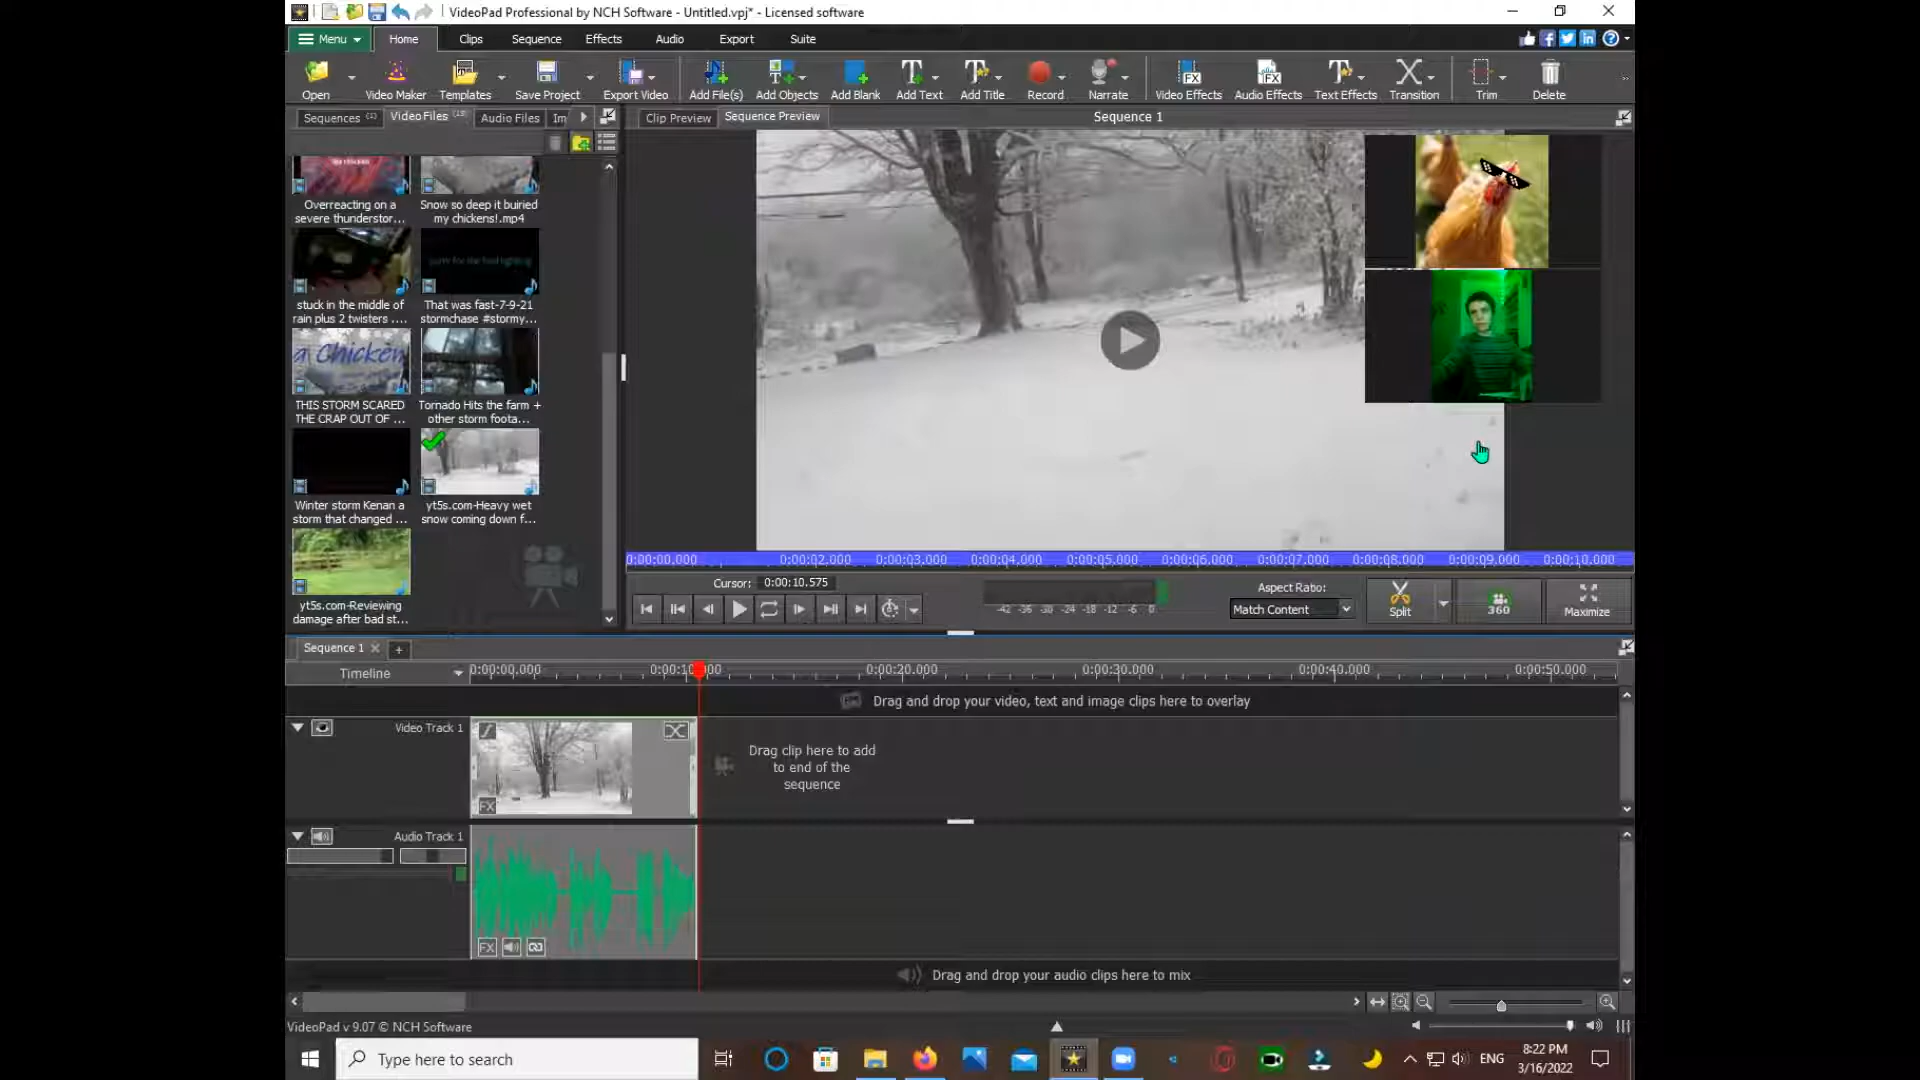 VideoPad Professional by NCH Software - Untitled.vpj* - Licensed software
Menu Home Clips Sequence Effects Audio Export Suite
Open Video Maker Templates Save Project Export Video Add File(s) Add Objects Add Blank Add Text Add Title Record Narrate Video Effects Audio Effects Text Effects Transition Trim Delete
Sequences (1) Video Files Audio Files Im
Clip Preview Sequence Preview Sequence 1
Overreacting on a
severe thunderstor...
Snow so deep it buried
my chickens!.mp4
stuck in the middle of
rain plus 2 twisters ....
That was fast-7-9-21
stormchase #stormy...
a Chicken
THIS STORM SCARED
THE CRAP OUT OF ...
Tornado Hits the farm +
other storm foota...
Winter storm Kenan a
storm that changed ...
yt5s.com-Heavy wet
snow coming down f...
yt5s.com-Reviewing
damage after bad st...
0:00:00.000 0:00:02.000 0:00:03.000 0:00:04.000 0:00:05.000 0:00:06.000 0:00:07.000 0:00:08.000 0:00:09.000 0:00:10.000
Cursor: 0:00:10.575
-42 -36 -30 -24 -18 -12 -6 0
Aspect Ratio:
Match Content
Split 360 Maximize
Sequence 1
Timeline 0:00:00.000 0:00:10.000 0:00:20.000 0:00:30.000 0:00:40.000 0:00:50.000
Drag and drop your video, text and image clips here to overlay
Video Track 1
FX
Drag clip here to add
to end of the
sequence
Audio Track 1
FX
Drag and drop your audio clips here to mix
VideoPad v 9.07 © NCH Software
Type here to search
ENG
8:22 PM
3/16/2022